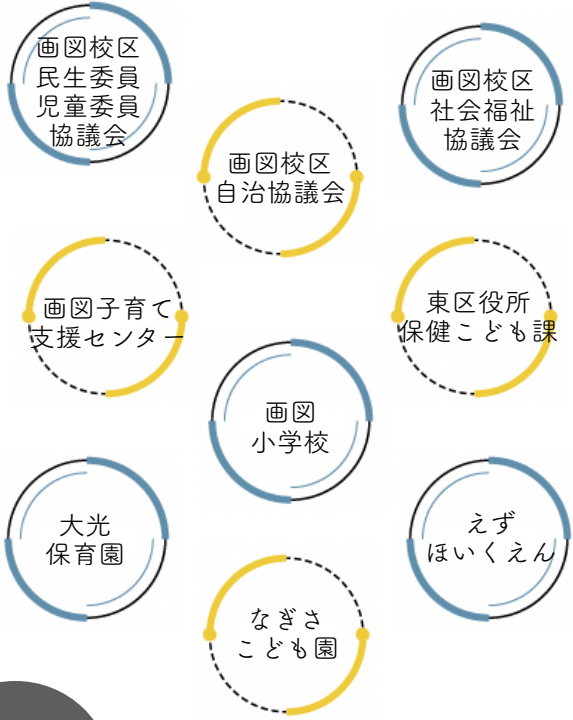 画図校区
民生委員
児童委員
協議会
画図校区
社会福祉
協議会
画図校区
自治協議会
画図子育て
支援センター
東区役所
保健こども課
画図
小学校
大光
保育園
えず
ほいくえん
なぎさ
こども園